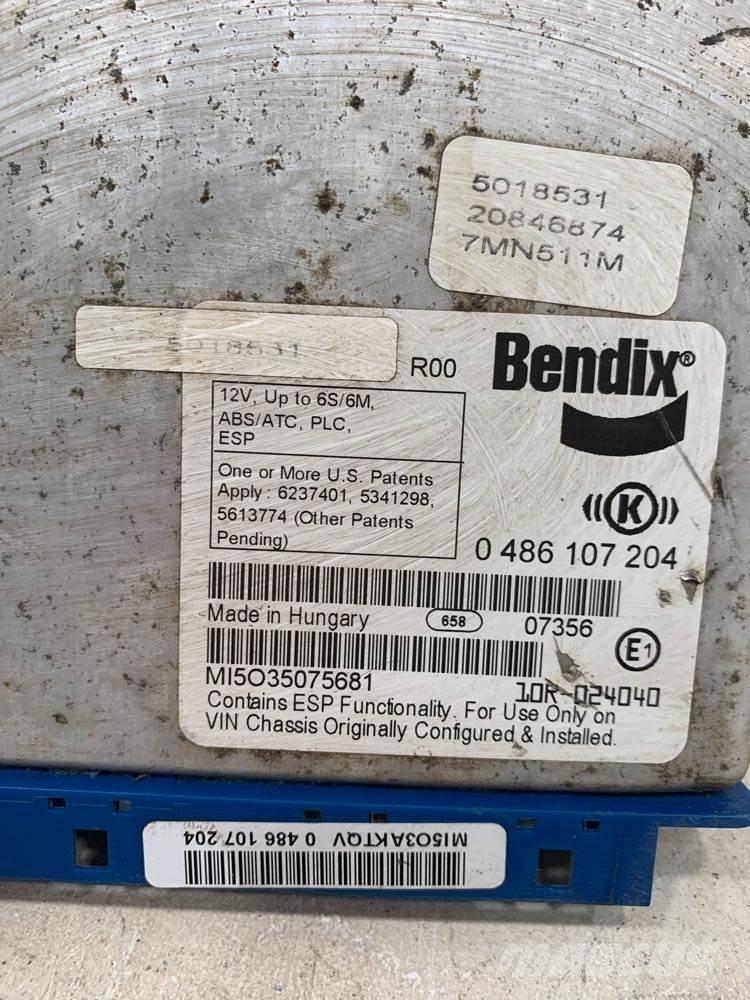 5018531
20846874
7MN511M
5018531
R00
Bendix®
12V, Up to 6S/6M,
ABS/ATC, PLC,
ESP
One or More U.S. Patents
Apply : 6237401, 5341298,
5613774 (Other Patents
Pending)
K
0 486 107 204
Made in Hungary
658
07356
E1
MI5O35075681
10R-024040
Contains ESP Functionality. For Use Only on
VIN Chassis Originally Configured & Installed.
MI5O3AKTQV 0 486 107 204